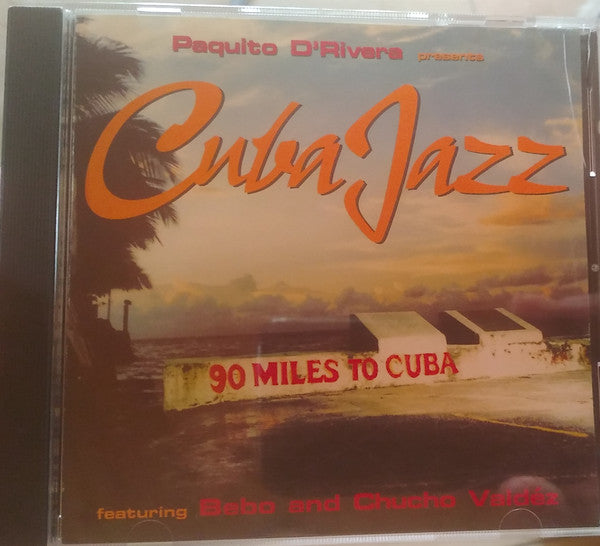 Paquito D'Rivera presents
Cuba Jazz
90 MILES TO CUBA
featuring Bebo and Chucho Valdés